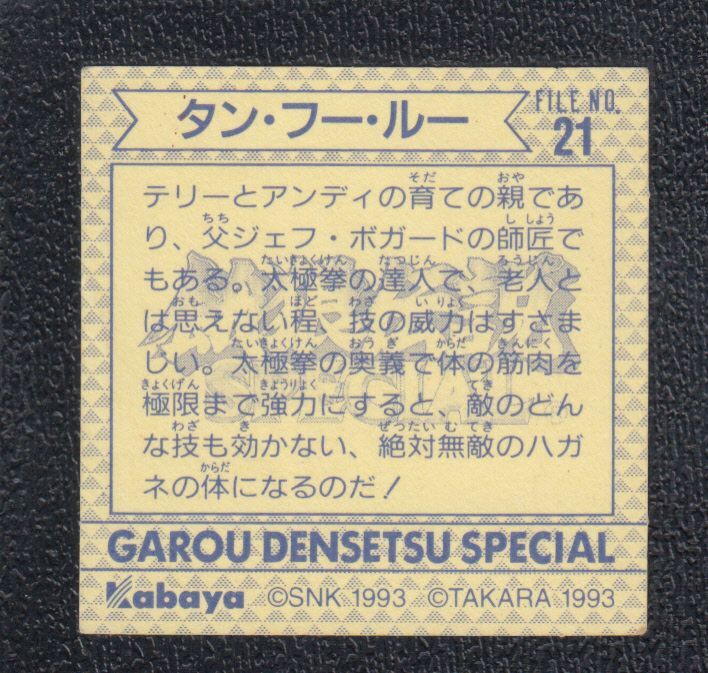 タン・フー・ルー
FILE NO.
21
テリーとアンディの育ての親であ
り、父ジェフ・ボガードの師匠で
もある。太極拳の達人で、老人と
は思えない程、技の威力はすさま
じい。太極拳の奥義で体の筋肉を
極限まで強力にすると、敵のどん
な技も効かない、絶対無敵のハガ
ネの体になるのだ!
GAROU DENSETSU SPECIAL
Kabaya ©SNK 1993 ©TAKARA 1993